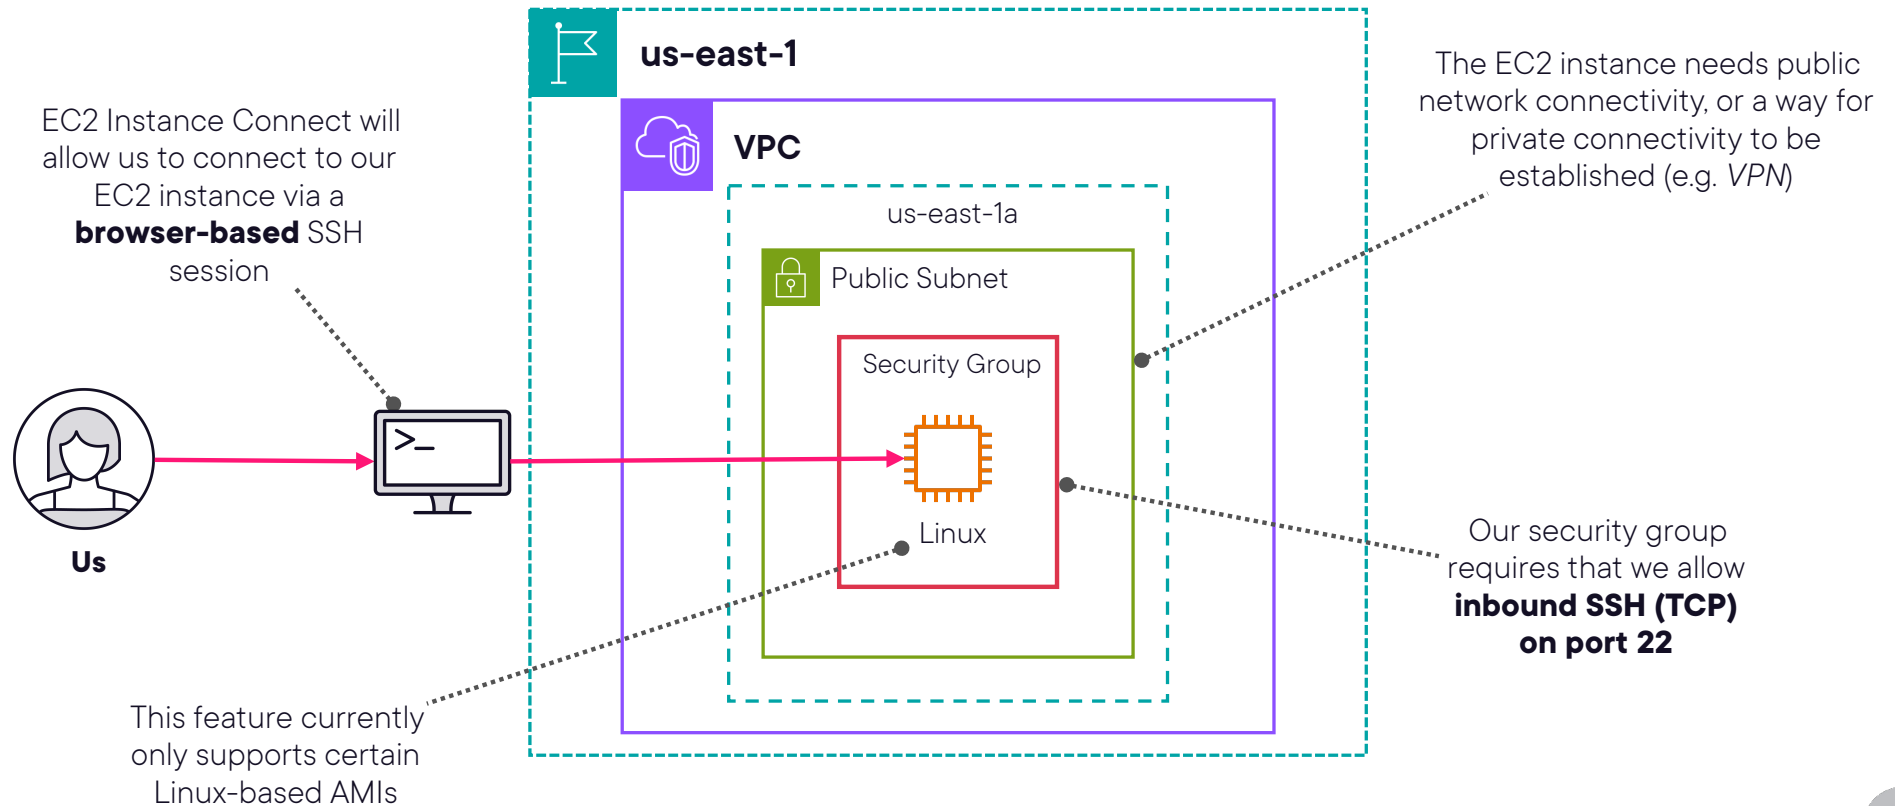 us-east-1
VPC
us-east-1a
Public Subnet
Security Group
Linux
EC2 Instance Connect will
allow us to connect to our
EC2 instance via a
browser-based SSH
session
>_
Us
The EC2 instance needs public
network connectivity, or a way for
private connectivity to be
established (e.g. VPN)
Our security group
requires that we allow
inbound SSH (TCP)
on port 22
This feature currently
only supports certain
Linux-based AMIs